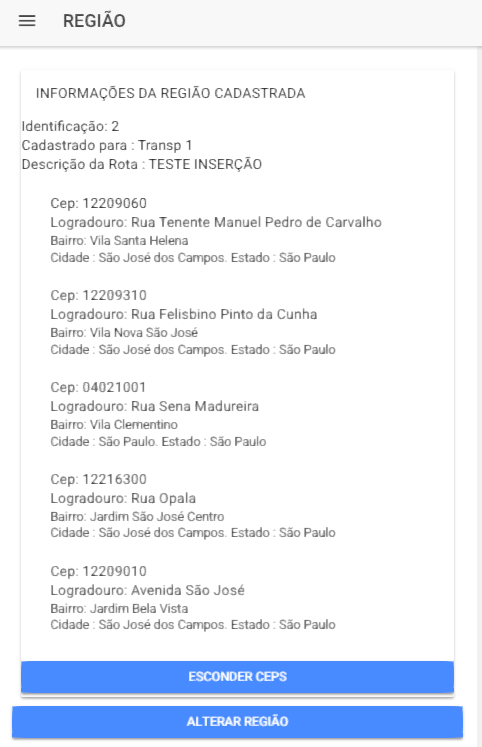 REGIÃO
INFORMAÇÕES DA REGIÃO CADASTRADA
Identificação: 2
Cadastrado para : Transp 1
Descrição da Rota : TESTE INSERÇÃO
Cep: 12209060
Logradouro: Rua Tenente Manuel Pedro de Carvalho
Bairro: Vila Santa Helena
Cidade : São José dos Campos. Estado : São Paulo
Cep: 12209310
Logradouro: Rua Felisbino Pinto da Cunha
Bairro: Vila Nova São José
Cidade : São José dos Campos. Estado : São Paulo
Cep: 04021001
Logradouro: Rua Sena Madureira
Bairro: Vila Clementino
Cidade : São Paulo. Estado : São Paulo
Cep: 12216300
Logradouro: Rua Opala
Bairro: Jardim São José Centro
Cidade : São José dos Campos. Estado : São Paulo
Cep: 12209010
Logradouro: Avenida São José
Bairro: Jardim Bela Vista
Cidade : São José dos Campos. Estado : São Paulo
ESCONDER CEPS
ALTERAR REGIÃO